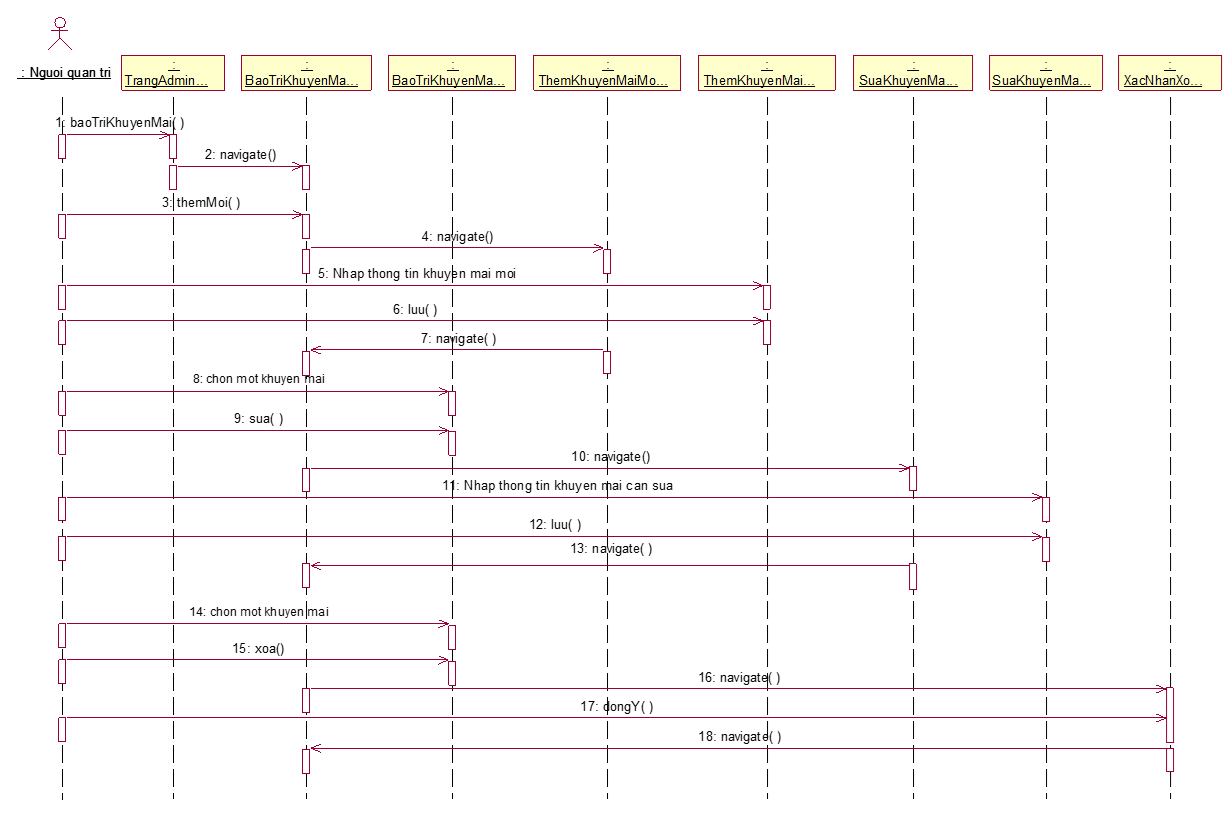 : Nguoi quan tri
:
TrangAdmin...
:
BaoTriKhuyenMa...
:
BaoTriKhuyenMa...
:
ThemKhuyenMaiMo...
:
ThemKhuyenMai...
:
SuaKhuyenMa...
:
SuaKhuyenMa...
:
XacNhanXo...
1: baoTriKhuyenMai( )
2: navigate()
3: themMoi( )
4: navigate()
5: Nhap thong tin khuyen mai moi
6: luu( )
7: navigate( )
8: chon mot khuyen mai
9: sua( )
10: navigate()
11: Nhap thong tin khuyen mai can sua
12: luu( )
13: navigate( )
14: chon mot khuyen mai
15: xoa()
16: navigate( )
17: dongY( )
18: navigate( )